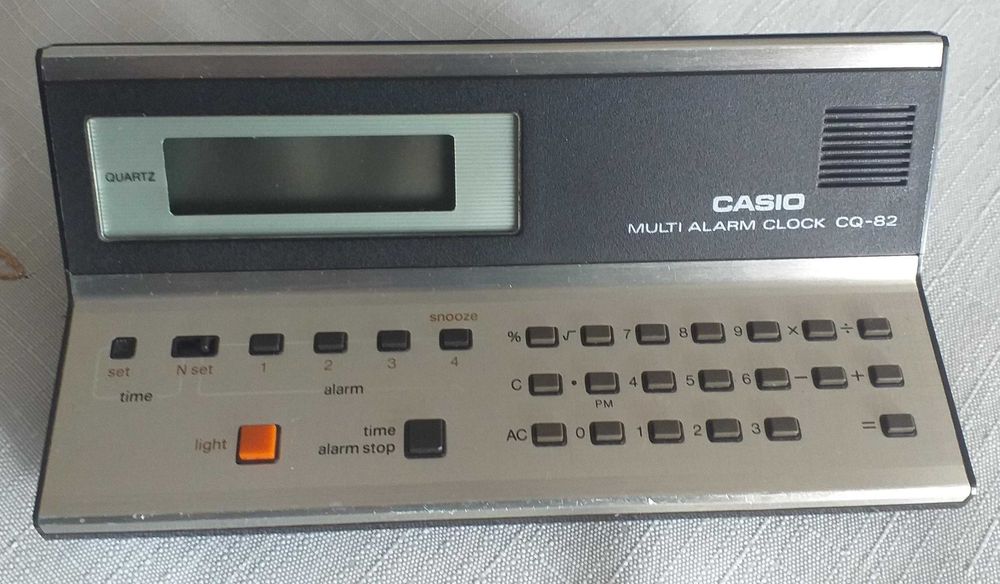 QUARTZ
CASIO
MULTI ALARM CLOCK CQ-82
snooze
set
N set
1
2
3
4
time
alarm
light
time
alarm stop
% √ 7 8 9 × ÷
C · 4 5 6 − +
PM
AC 0 1 2 3 =